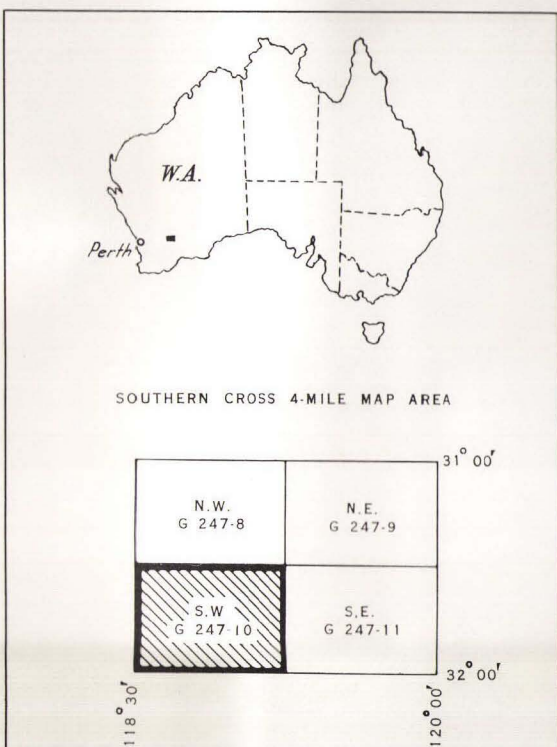 W.A.
Perth
SOUTHERN CROSS 4-MILE MAP AREA
31° 00'
N.W.
G 247-8
N.E.
G 247-9
S.W
G 247-10
S.E.
G 247-11
32° 00'
118° 30'
120° 00'